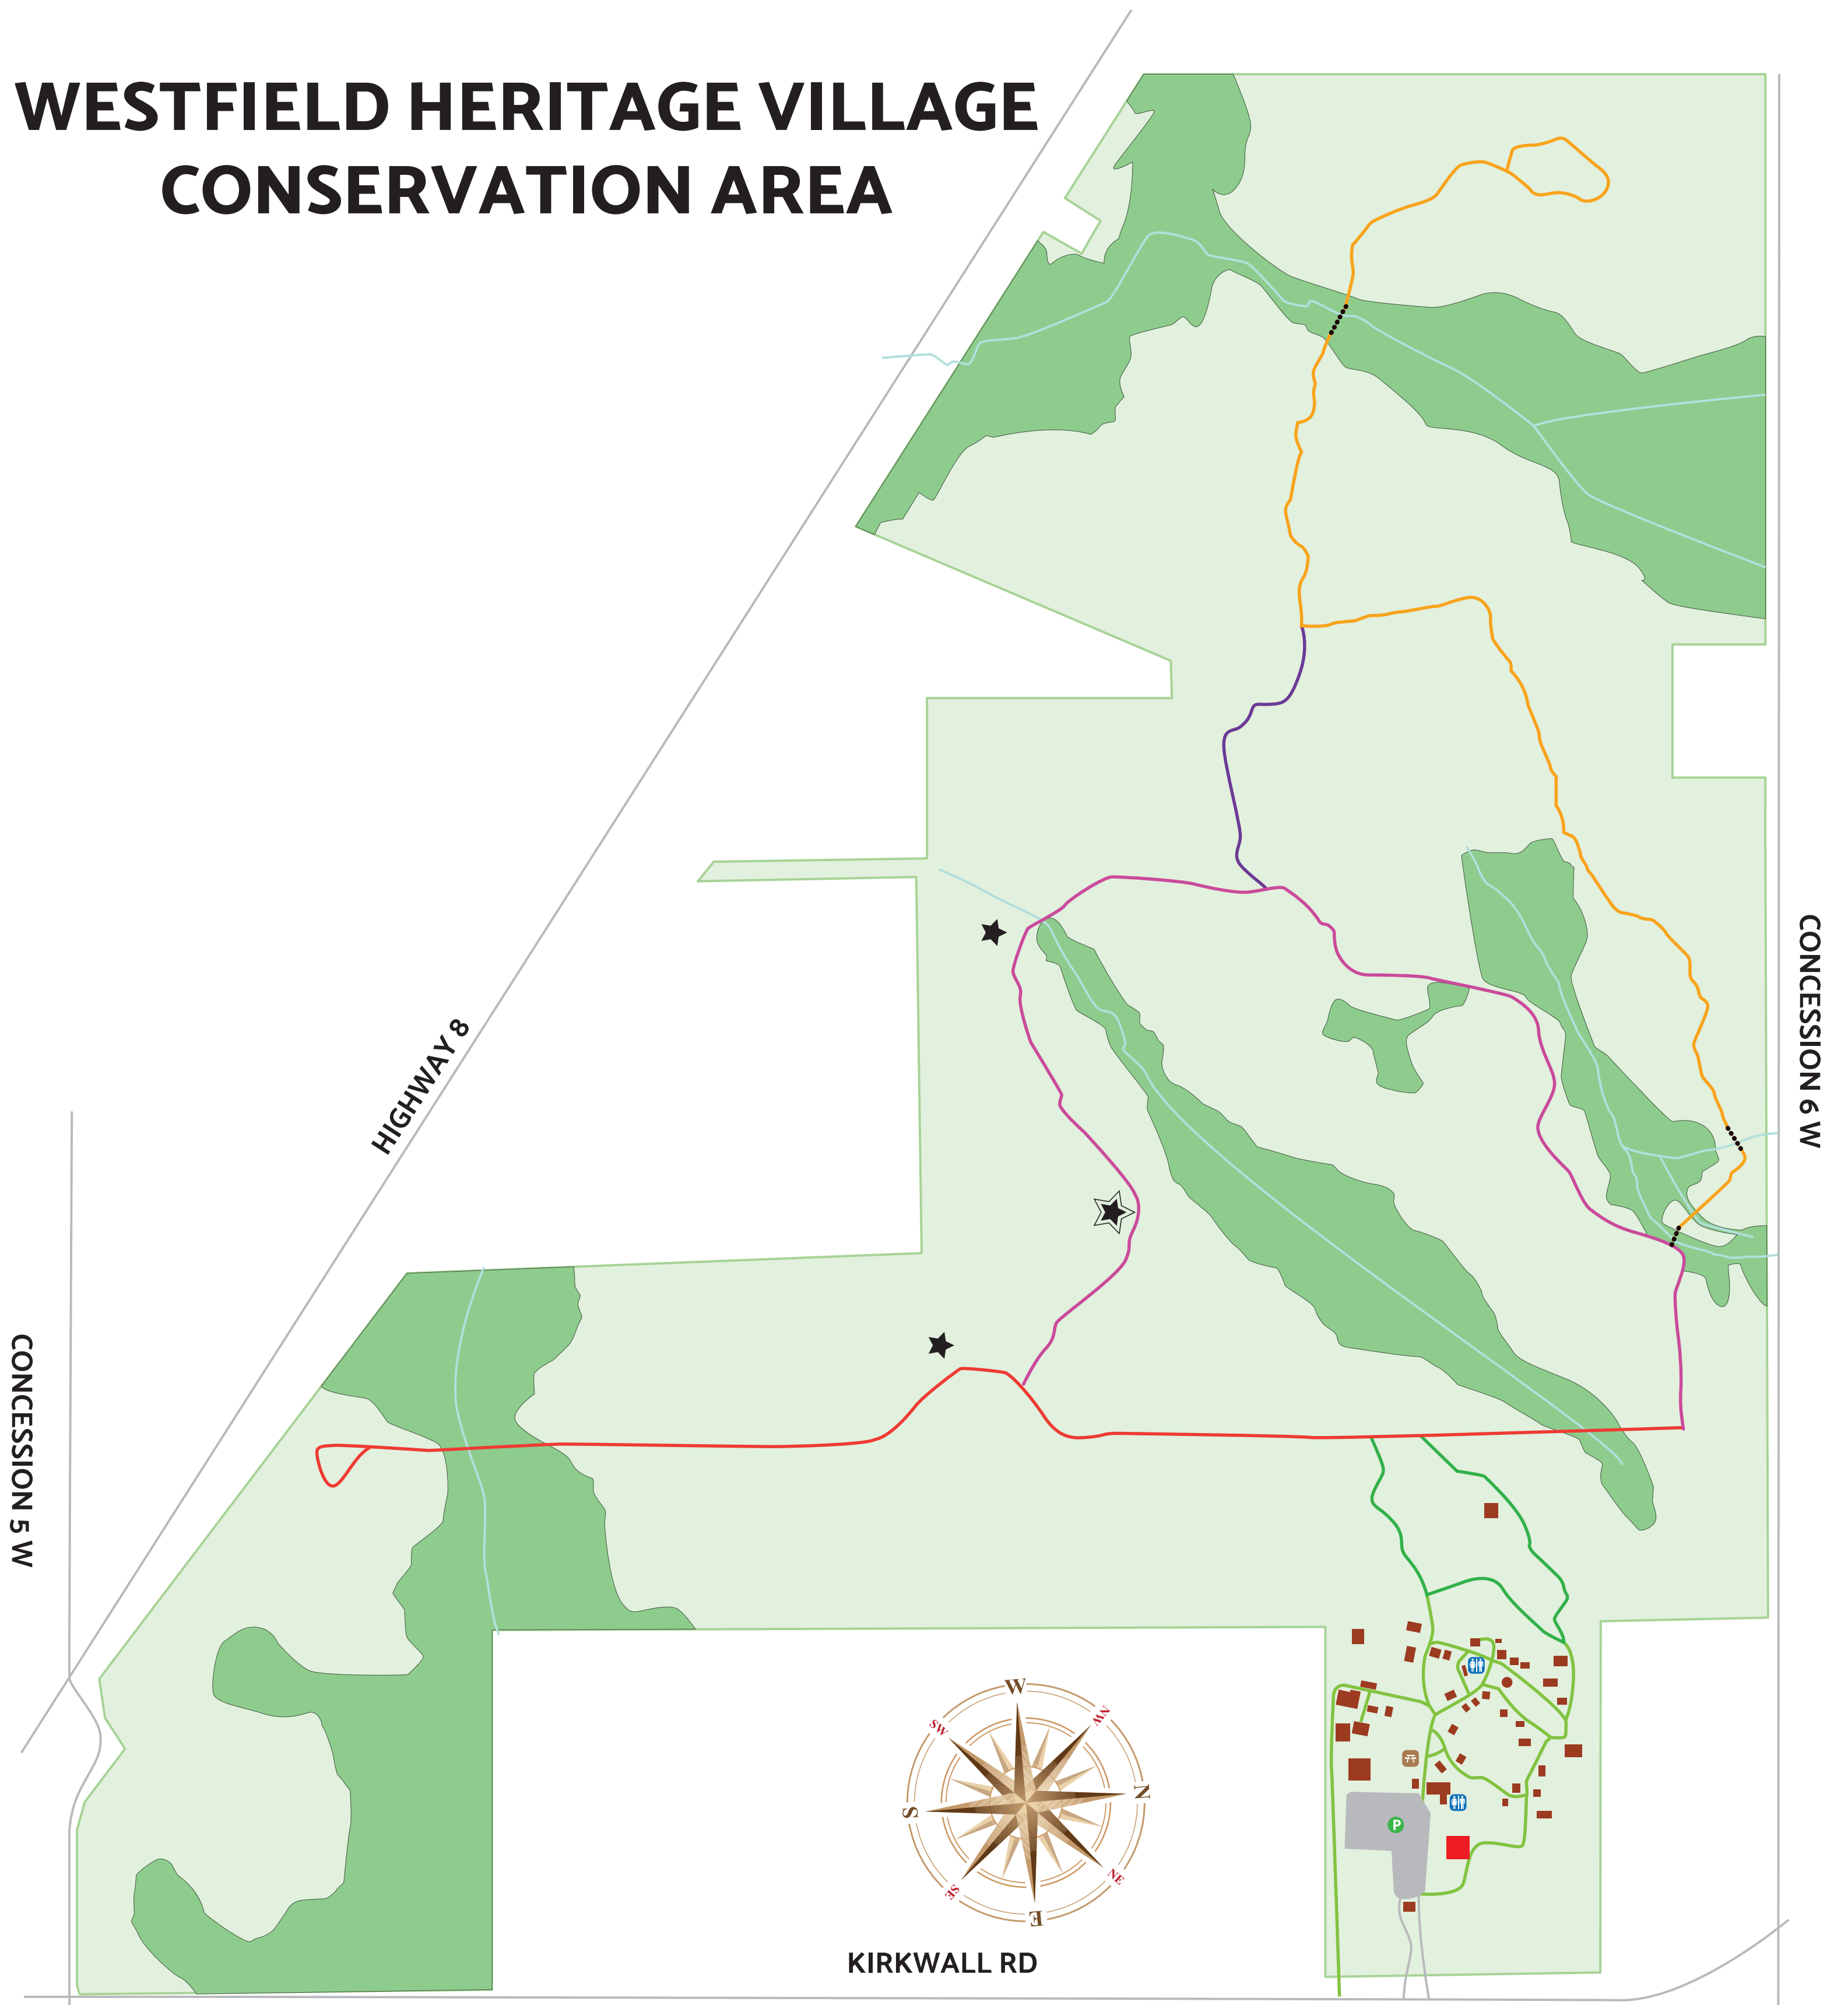 WESTFIELD HERITAGE VILLAGE
CONSERVATION AREA
HIGHWAY 8
CONCESSION 6 W
CONCESSION 5 W
W
SW
NW
S
N
SE
NE
E
P
KIRKWALL RD